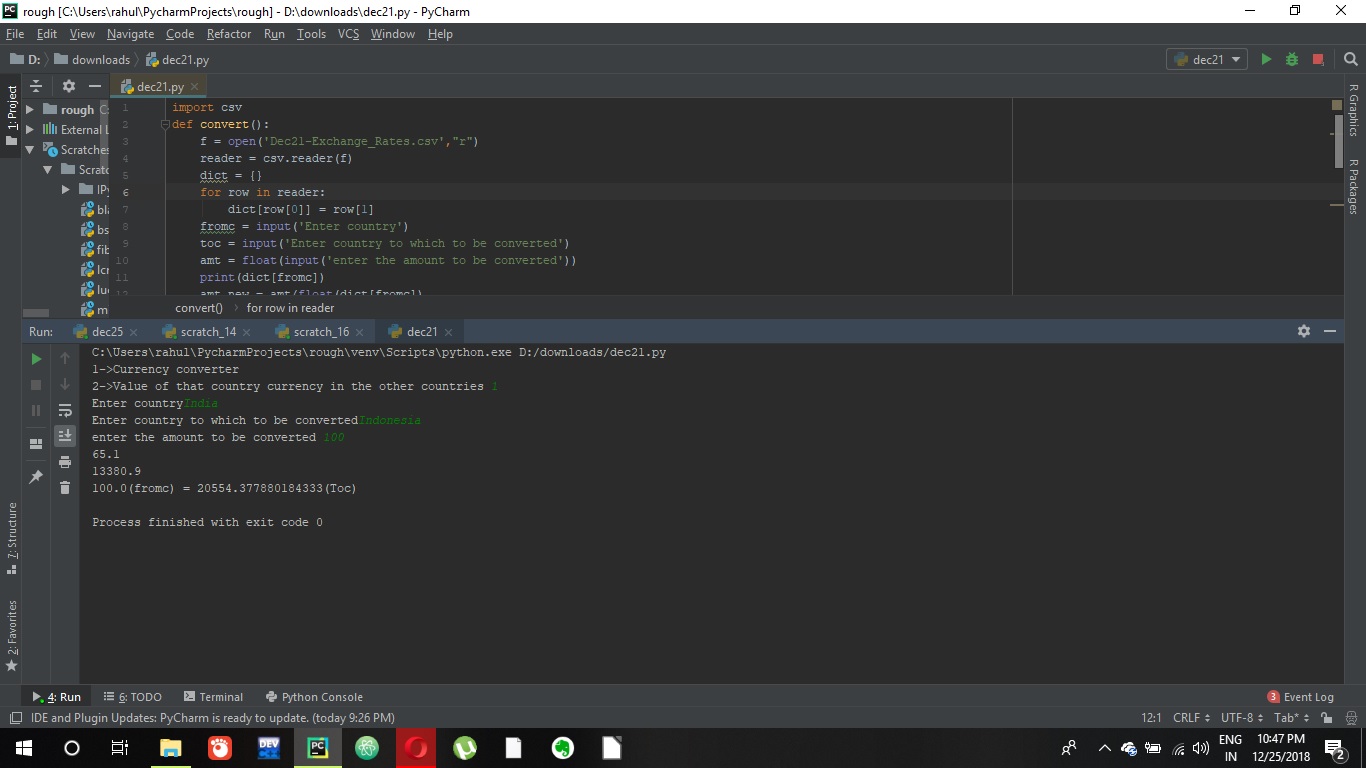 rough [C:\Users\rahul\PycharmProjects\rough] - D:\downloads\dec21.py - PyCharm
File Edit View Navigate Code Refactor Run Tools VCS Window Help
D: downloads dec21.py
dec21
dec21.py
1: Project
rough C:
External L
Scratches
Scratc
IPy
bla
bs
fib
lcr
luc
m
1 import csv
2 def convert():
3 f = open('Dec21-Exchange_Rates.csv',"r")
4 reader = csv.reader(f)
5 dict = {}
6 for row in reader:
7 dict[row[0]] = row[1]
8 fromc = input('Enter country')
9 toc = input('Enter country to which to be converted')
10 amt = float(input('enter the amount to be converted'))
11 print(dict[fromc])
12 amt_new = amt/float(dict[fromc])
convert() for row in reader
R Graphics
R Packages
Run: dec25 scratch_14 scratch_16 dec21
C:\Users\rahul\PycharmProjects\rough\venv\Scripts\python.exe D:/downloads/dec21.py
1->Currency converter
2->Value of that country currency in the other countries 1
Enter countryIndia
Enter country to which to be convertedIndonesia
enter the amount to be converted 100
65.1
13380.9
100.0(fromc) = 20554.377880184333(Toc)
Process finished with exit code 0
7: Structure
2: Favorites
4: Run 6: TODO Terminal Python Console
3 Event Log
IDE and Plugin Updates: PyCharm is ready to update. (today 9:26 PM)
12:1 CRLF UTF-8 Tab*
DEV
PC
ENG
IN
10:47 PM
12/25/2018
2